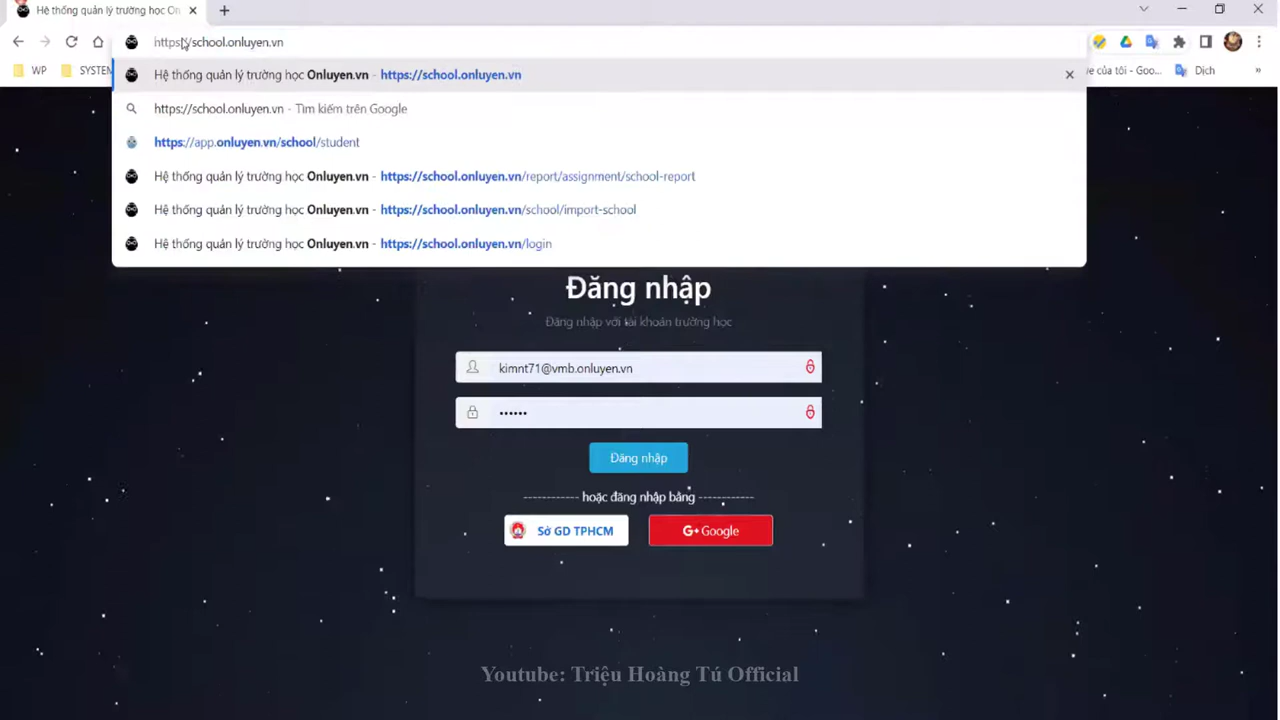 Hệ thống quản lý trường học On
https://school.onluyen.vn
WP
SYSTEM
ve của tôi - Goo...
Dịch
»
Hệ thống quản lý trường học Onluyen.vn - https://school.onluyen.vn
https://school.onluyen.vn - Tìm kiếm trên Google
https://app.onluyen.vn/school/student
Hệ thống quản lý trường học Onluyen.vn - https://school.onluyen.vn/report/assignment/school-report
Hệ thống quản lý trường học Onluyen.vn - https://school.onluyen.vn/school/import-school
Hệ thống quản lý trường học Onluyen.vn - https://school.onluyen.vn/login
Đăng nhập
Đăng nhập với tài khoản trường học
kimnt71@vmb.onluyen.vn
••••••
Đăng nhập
------------ hoặc đăng nhập bằng ------------
Sở GD TPHCM
G+ Google
Youtube: Triệu Hoàng Tú Official